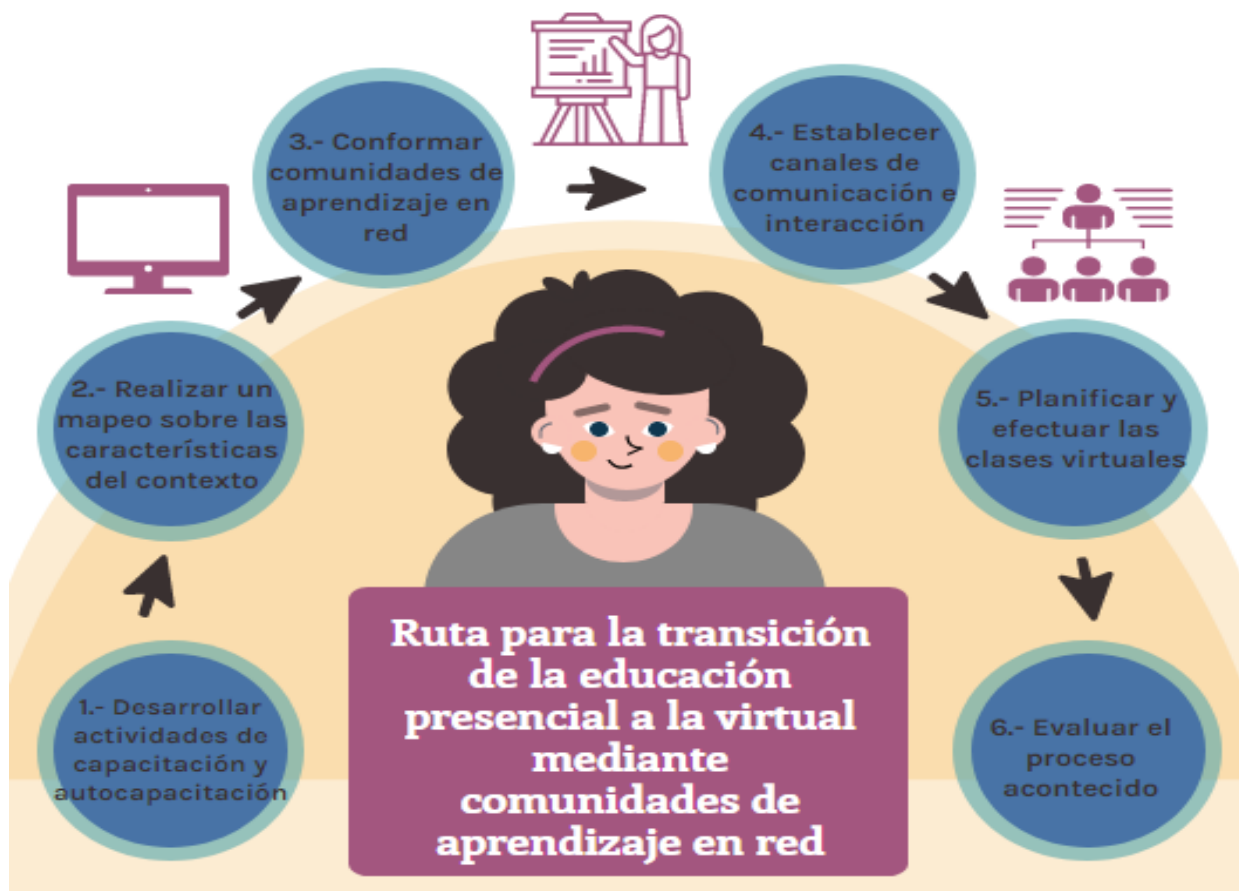 1.- Desarrollar
actividades de
capacitación y
autocapacitación
2.- Realizar un
mapeo sobre las
características
del contexto
3.- Conformar
comunidades de
aprendizaje en
red
4.- Establecer
canales de
comunicación e
interacción
5.- Planificar y
efectuar las
clases virtuales
6.- Evaluar el
proceso
acontecido
Ruta para la transición
de la educación
presencial a la virtual
mediante
comunidades de
aprendizaje en red